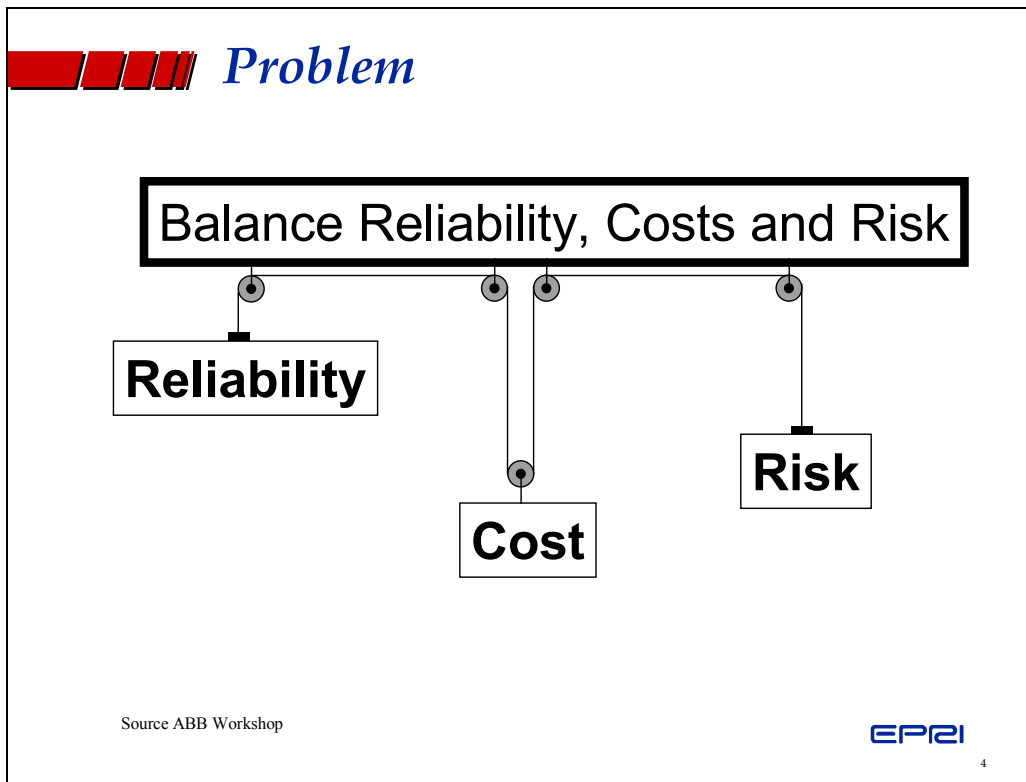 Problem
Balance Reliability, Costs and Risk
Reliability
Risk
Cost
Source ABB Workshop
EPRI
4